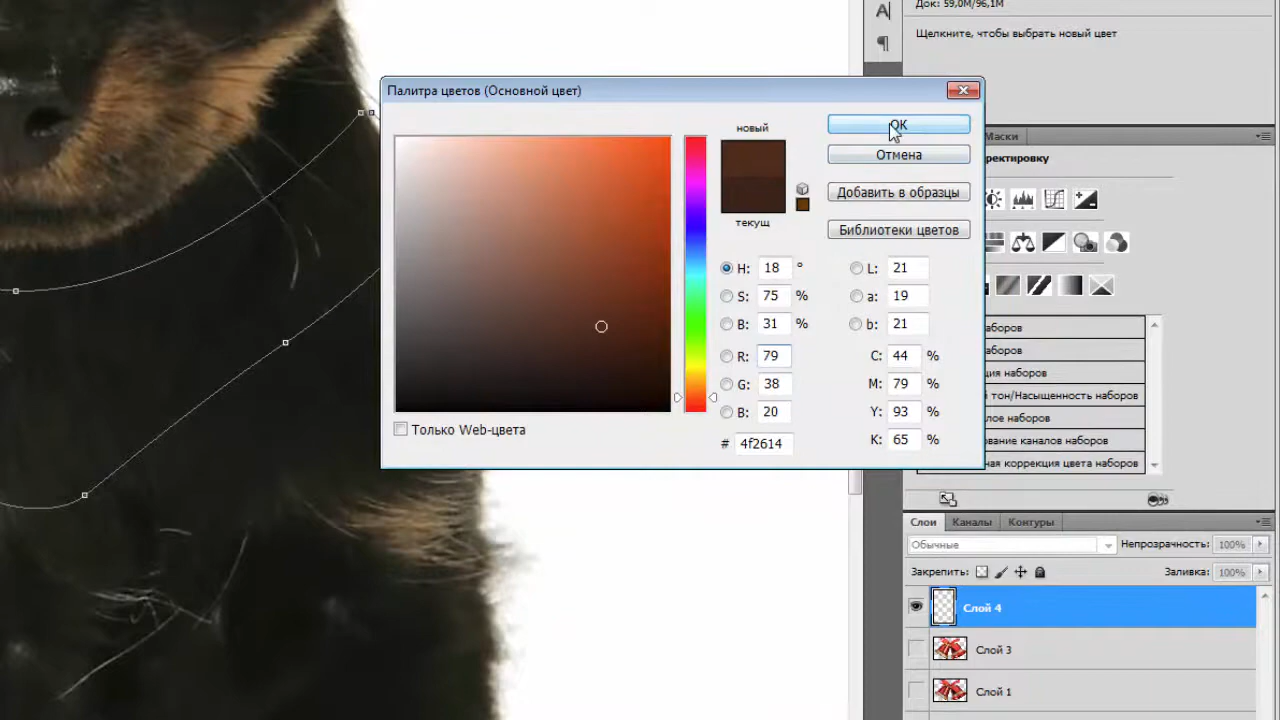 Док: 59,0М/96,1М
Щелкните, чтобы выбрать новый цвет
Палитра цветов (Основной цвет)
новый
текущ
OK
Отмена
Добавить в образцы
Библиотеки цветов
H: 18 °
S: 75 %
B: 31 %
R: 79
G: 38
B: 20
# 4f2614
L: 21
a: 19
b: 21
C: 44 %
M: 79 %
Y: 93 %
K: 65 %
Только Web-цвета
Маски
ректировку
аборов
аборов
ция наборов
й тон/Насыщенность наборов
лое наборов
ование каналов наборов
ная коррекция цвета наборов
Слои Каналы Контуры
Обычные Непрозрачность: 100%
Закрепить: Заливка: 100%
Слой 4
Слой 3
Слой 1